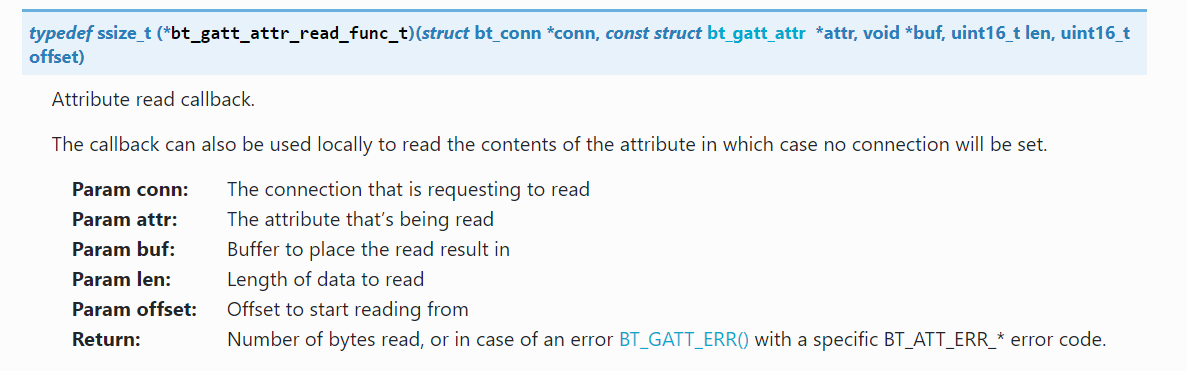 typedef ssize_t (*bt_gatt_attr_read_func_t)(struct bt_conn *conn, const struct bt_gatt_attr *attr, void *buf, uint16_t len, uint16_t
offset)
Attribute read callback.
The callback can also be used locally to read the contents of the attribute in which case no connection will be set.
Param conn: The connection that is requesting to read
Param attr: The attribute that’s being read
Param buf: Buffer to place the read result in
Param len: Length of data to read
Param offset: Offset to start reading from
Return: Number of bytes read, or in case of an error BT_GATT_ERR() with a specific BT_ATT_ERR_* error code.